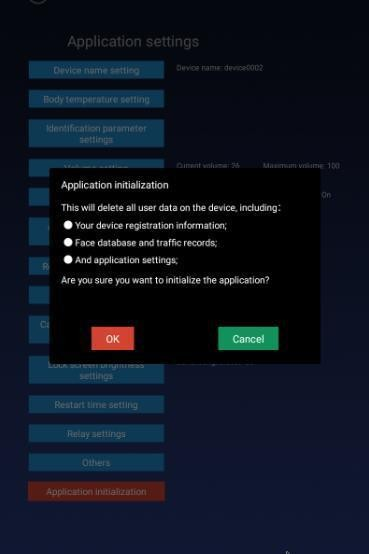 Application settings
Device name setting
Device name: device0002
Body temperature setting
Identification parameter
settings
Volume setting
Current volume: 26
Maximum volume: 100
On
Application initialization
This will delete all user data on the device, including:
Your device registration information;
Face database and traffic records;
And application settings;
Are you sure you want to initialize the application?
OK
Cancel
Lock screen brightness
settings
Restart time setting
Relay settings
Others
Application initialization